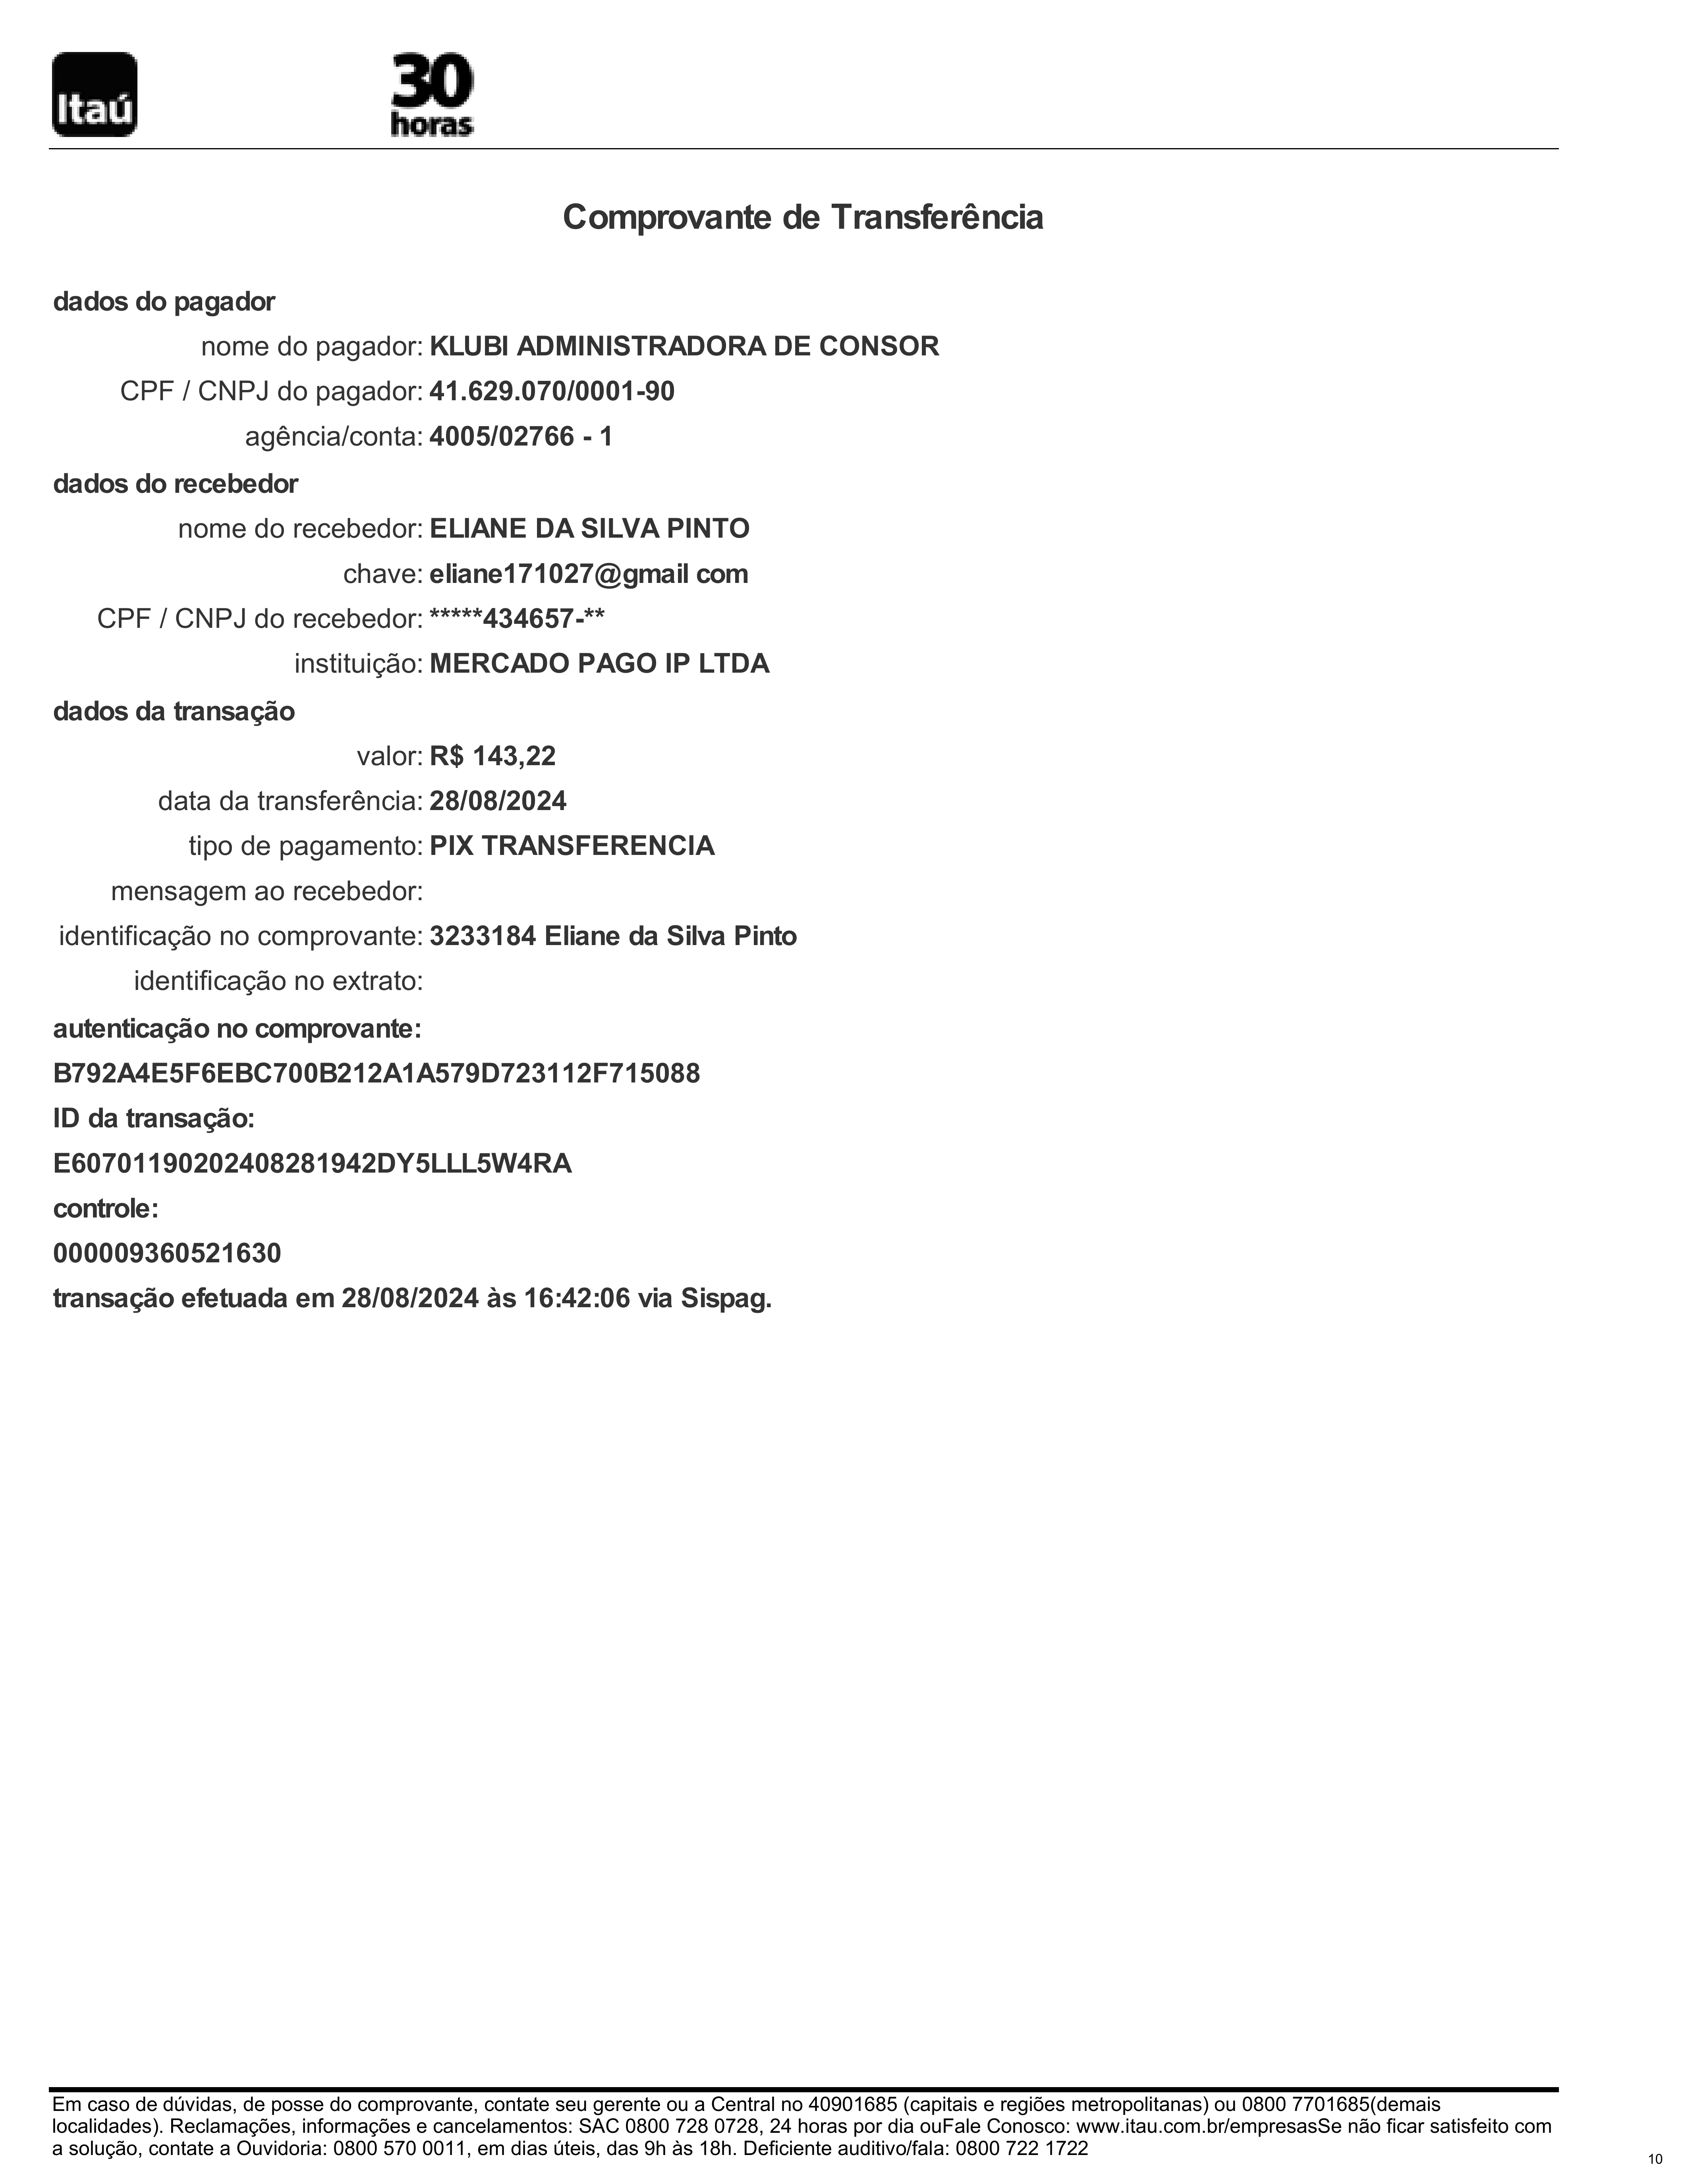 Itaú
30
horas
Comprovante de Transferência
dados do pagador
nome do pagador: KLUBI ADMINISTRADORA DE CONSOR
CPF / CNPJ do pagador: 41.629.070/0001-90
agência/conta: 4005/02766 - 1
dados do recebedor
nome do recebedor: ELIANE DA SILVA PINTO
chave: eliane171027@gmail com
CPF / CNPJ do recebedor: *****434657-**
instituição: MERCADO PAGO IP LTDA
dados da transação
valor: R$ 143,22
data da transferência: 28/08/2024
tipo de pagamento: PIX TRANSFERENCIA
mensagem ao recebedor:
identificação no comprovante: 3233184 Eliane da Silva Pinto
identificação no extrato:
autenticação no comprovante:
B792A4E5F6EBC700B212A1A579D723112F715088
ID da transação:
E60701190202408281942DY5LLL5W4RA
controle:
000009360521630
transação efetuada em 28/08/2024 às 16:42:06 via Sispag.
Em caso de dúvidas, de posse do comprovante, contate seu gerente ou a Central no 40901685 (capitais e regiões metropolitanas) ou 0800 7701685(demais
localidades). Reclamações, informações e cancelamentos: SAC 0800 728 0728, 24 horas por dia ouFale Conosco: www.itau.com.br/empresasSe não ficar satisfeito com
a solução, contate a Ouvidoria: 0800 570 0011, em dias úteis, das 9h às 18h. Deficiente auditivo/fala: 0800 722 1722
10